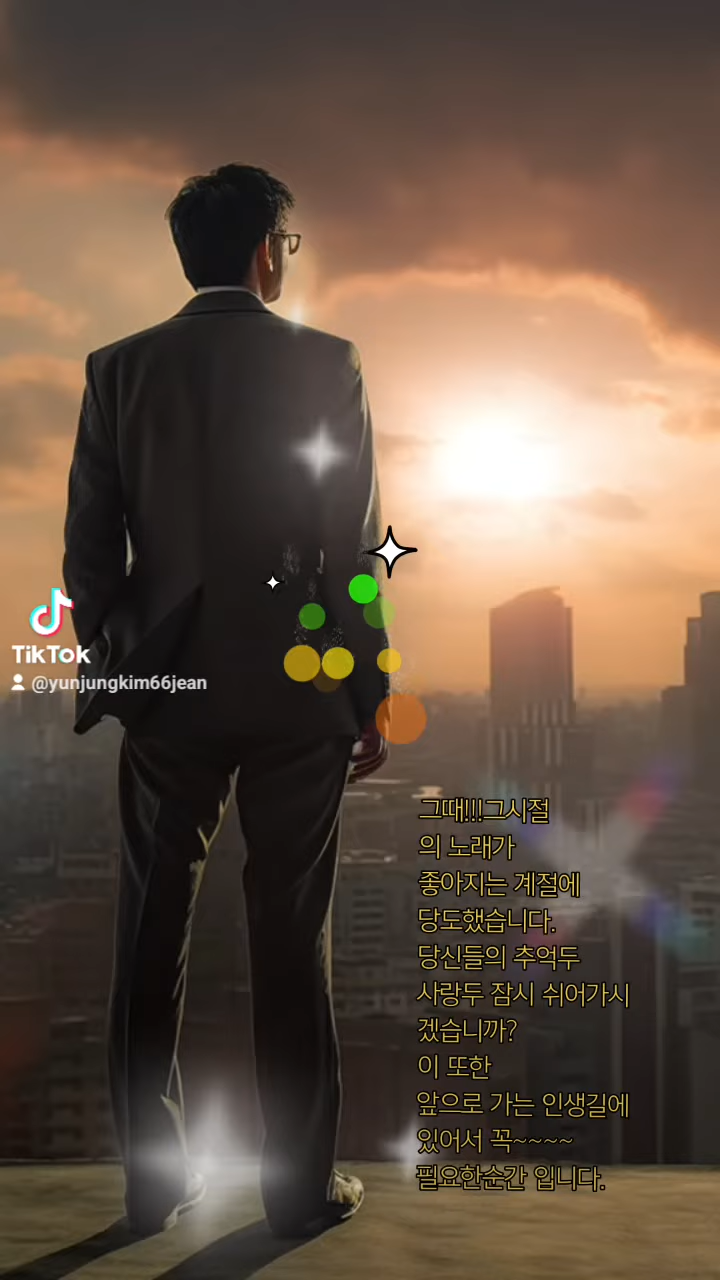 TikTok
@yunjungkim66jean
그때!!!그시절
의 노래가
좋아지는 계절에
당도했습니다.
당신들의 추억두
사랑두 잠시 쉬어가시
겠습니까?
이 또한
앞으로 가는 인생길에
있어서 꼭~~~~
필요한순간 입니다.